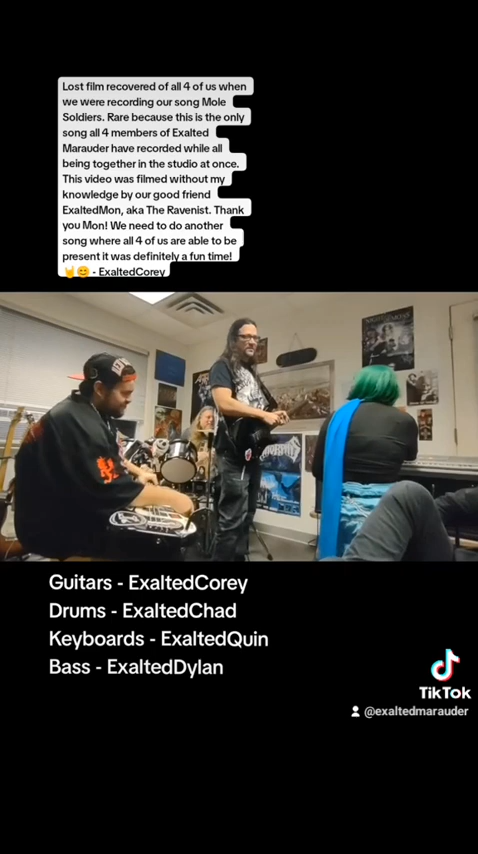 Lost film recovered of all 4 of us when
we were recording our song Mole
Soldiers. Rare because this is the only
song all 4 members of Exalted
Marauder have recorded while all
being together in the studio at once.
This video was filmed without my
knowledge by our good friend
ExaltedMon, aka The Ravenist. Thank
you Mon! We need to do another
song where all 4 of us are able to be
present it was definitely a fun time!
🤘😊 - ExaltedCorey
Guitars - ExaltedCorey
Drums - ExaltedChad
Keyboards - ExaltedQuin
Bass - ExaltedDylan
TikTok
@exaltedmarauder